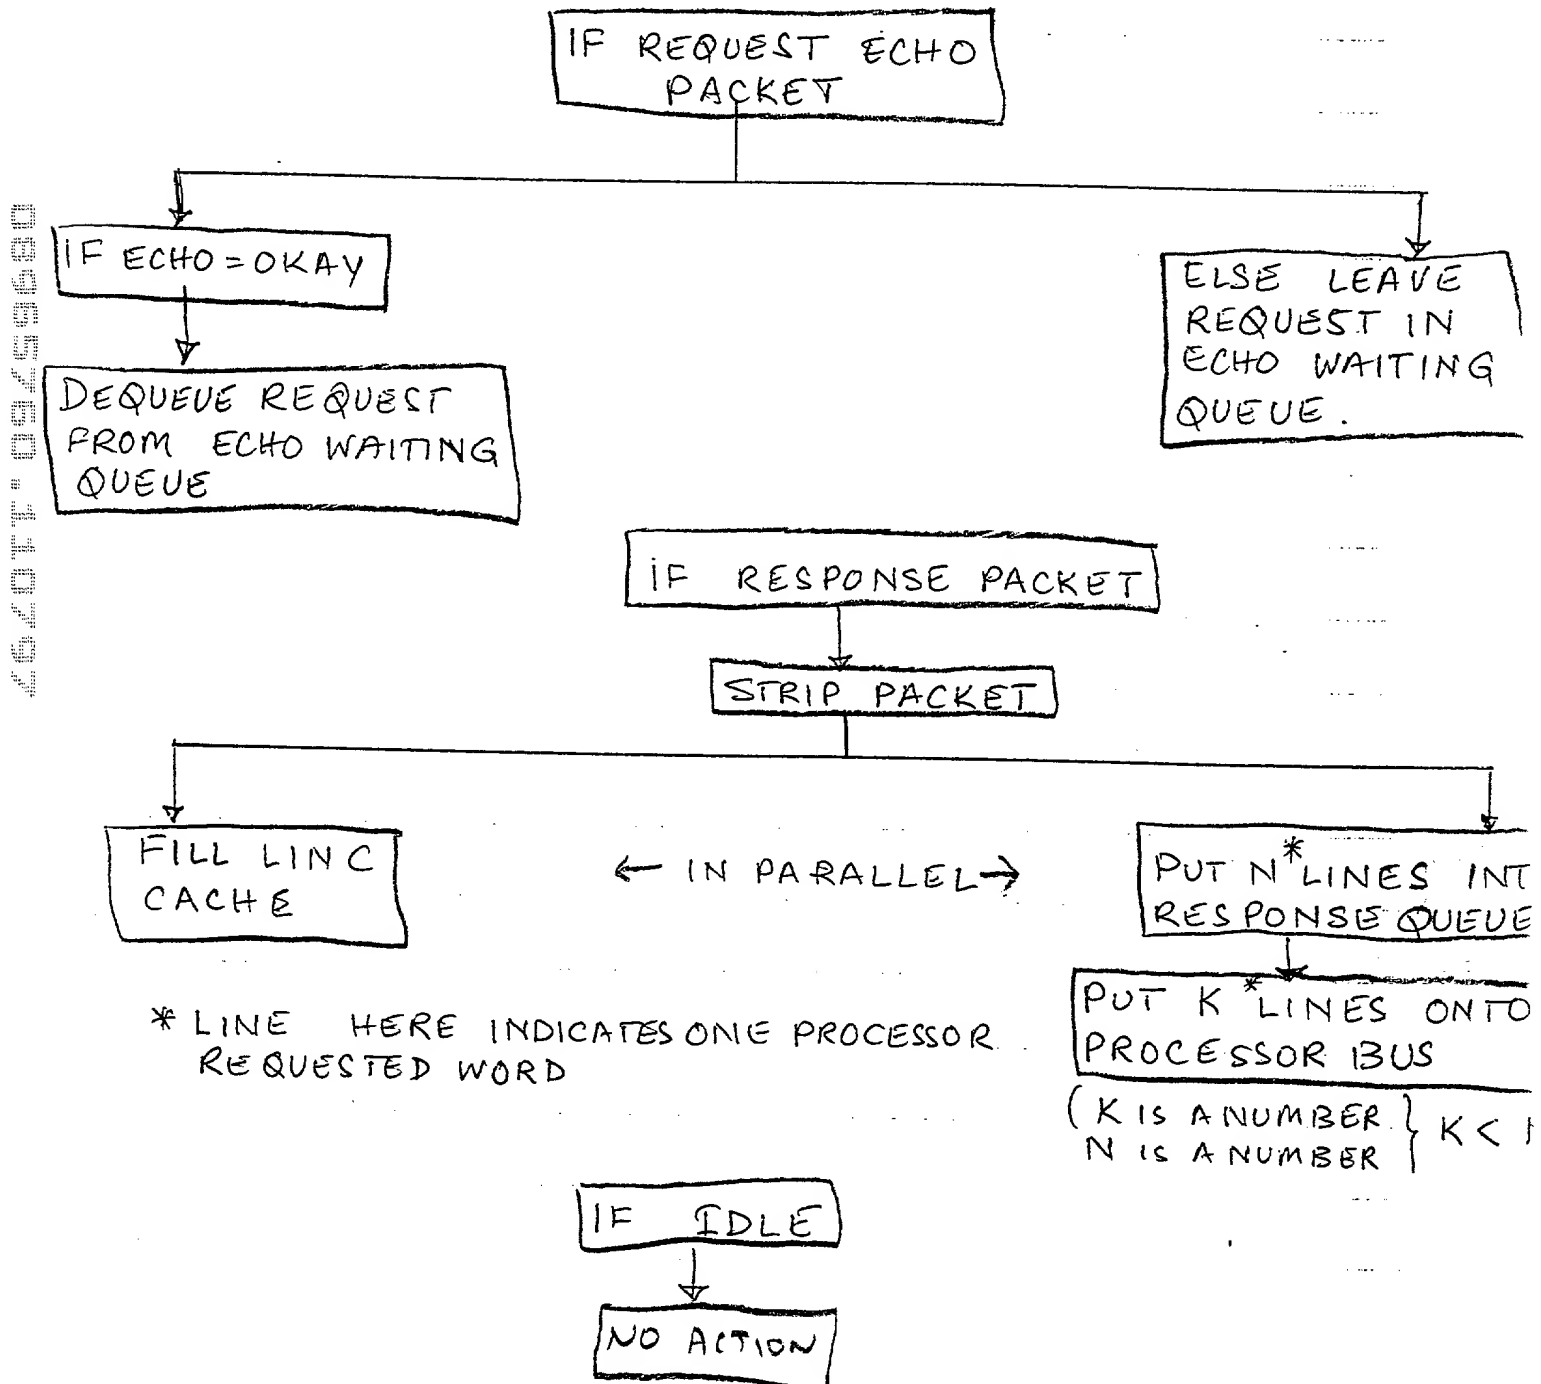 IF REQUEST ECHO
PACKET
IF ECHO = OKAY
ELSE LEAVE
REQUEST IN
ECHO WAITING
QUEUE.
DEQUEUE REQUEST
FROM ECHO WAITING
QUEUE
08965760.110797
IF RESPONSE PACKET
STRIP PACKET
FILL LINC
CACHE
← IN PARALLEL →
PUT N* LINES INT
RESPONSE QUEUE
PUT K* LINES ONTO
PROCESSOR BUS
* LINE HERE INDICATES ONE PROCESSOR
REQUESTED WORD
(K IS A NUMBER
N IS A NUMBER } K <
IF IDLE
NO ACTION